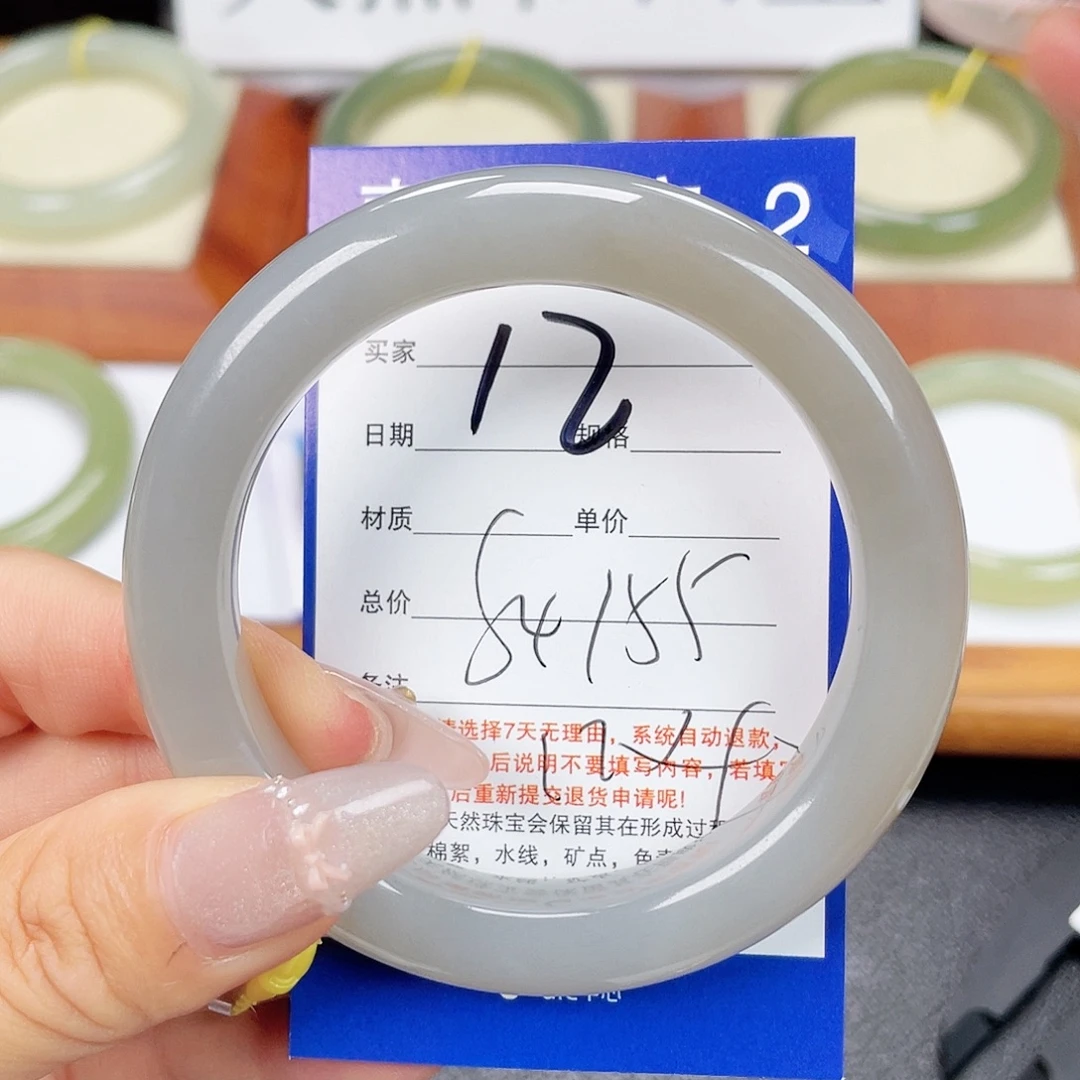 2
12
买家
日期 规格
材质 单价
总价 54/55
请选择7天无理由，系统自动退款，
后说明不要填写内容，若填写
后重新提交退货申请呢！
天然珠宝会保留其在形成过程
棉絮，水线，矿点，色